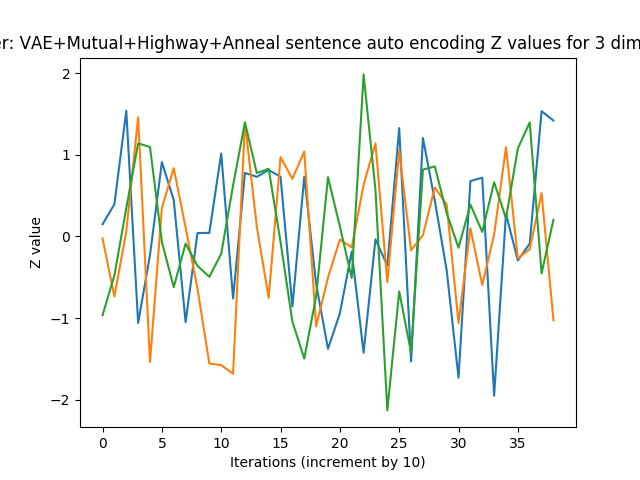 er: VAE+Mutual+Highway+Anneal sentence auto encoding Z values for 3 dim
2
1
0
−1
−2
Z value
0 5 10 15 20 25 30 35
Iterations (increment by 10)